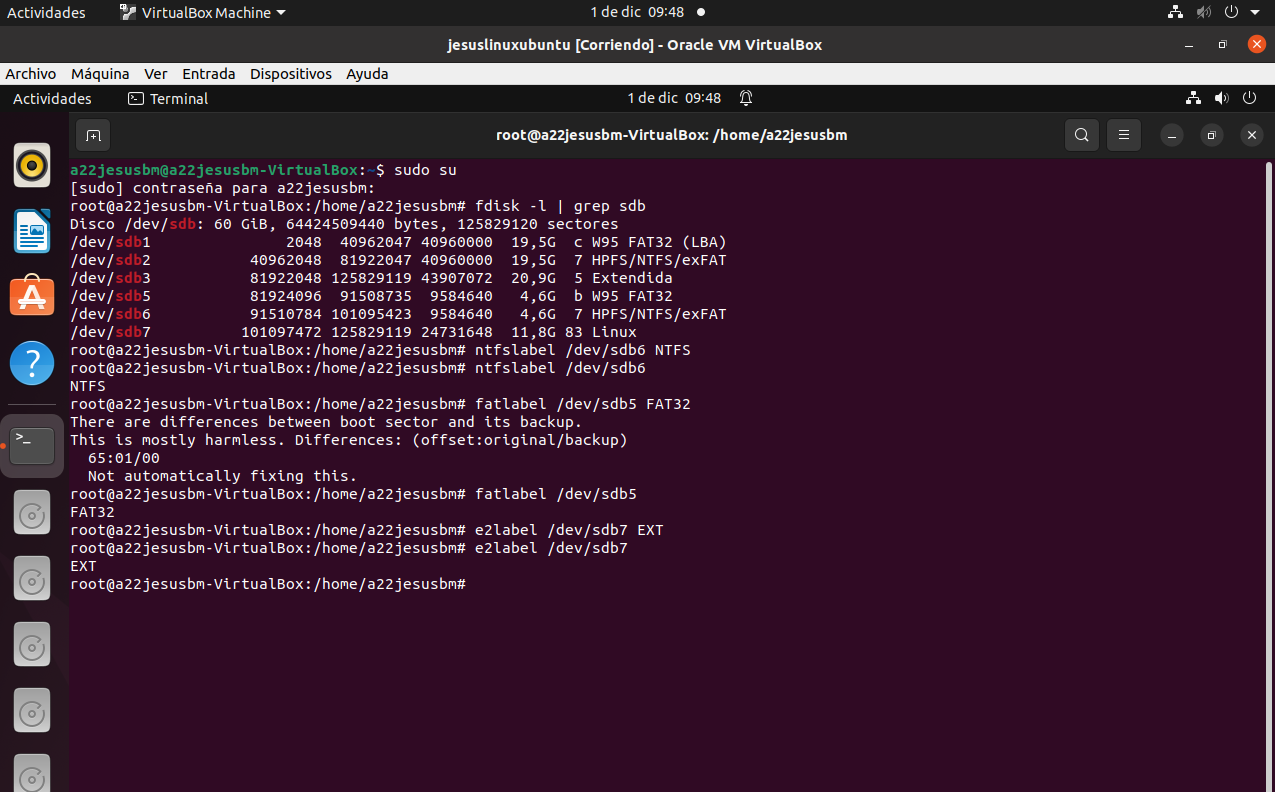 Actividades VirtualBox Machine 1 de dic 09:48
jesuslinuxubuntu [Corriendo] - Oracle VM VirtualBox
Archivo Máquina Ver Entrada Dispositivos Ayuda
Actividades Terminal 1 de dic 09:48
root@a22jesusbm-VirtualBox: /home/a22jesusbm
a22jesusbm@a22jesusbm-VirtualBox:~$ sudo su
[sudo] contraseña para a22jesusbm:
root@a22jesusbm-VirtualBox:/home/a22jesusbm# fdisk -l | grep sdb
Disco /dev/sdb: 60 GiB, 64424509440 bytes, 125829120 sectores
/dev/sdb1 2048 40962047 40960000 19,5G c W95 FAT32 (LBA)
/dev/sdb2 40962048 81922047 40960000 19,5G 7 HPFS/NTFS/exFAT
/dev/sdb3 81922048 125829119 43907072 20,9G 5 Extendida
/dev/sdb5 81924096 91508735 9584640 4,6G b W95 FAT32
/dev/sdb6 91510784 101095423 9584640 4,6G 7 HPFS/NTFS/exFAT
/dev/sdb7 101097472 125829119 24731648 11,8G 83 Linux
root@a22jesusbm-VirtualBox:/home/a22jesusbm# ntfslabel /dev/sdb6 NTFS
root@a22jesusbm-VirtualBox:/home/a22jesusbm# ntfslabel /dev/sdb6
NTFS
root@a22jesusbm-VirtualBox:/home/a22jesusbm# fatlabel /dev/sdb5 FAT32
There are differences between boot sector and its backup.
This is mostly harmless. Differences: (offset:original/backup)
65:01/00
Not automatically fixing this.
root@a22jesusbm-VirtualBox:/home/a22jesusbm# fatlabel /dev/sdb5
FAT32
root@a22jesusbm-VirtualBox:/home/a22jesusbm# e2label /dev/sdb7 EXT
root@a22jesusbm-VirtualBox:/home/a22jesusbm# e2label /dev/sdb7
EXT
root@a22jesusbm-VirtualBox:/home/a22jesusbm#